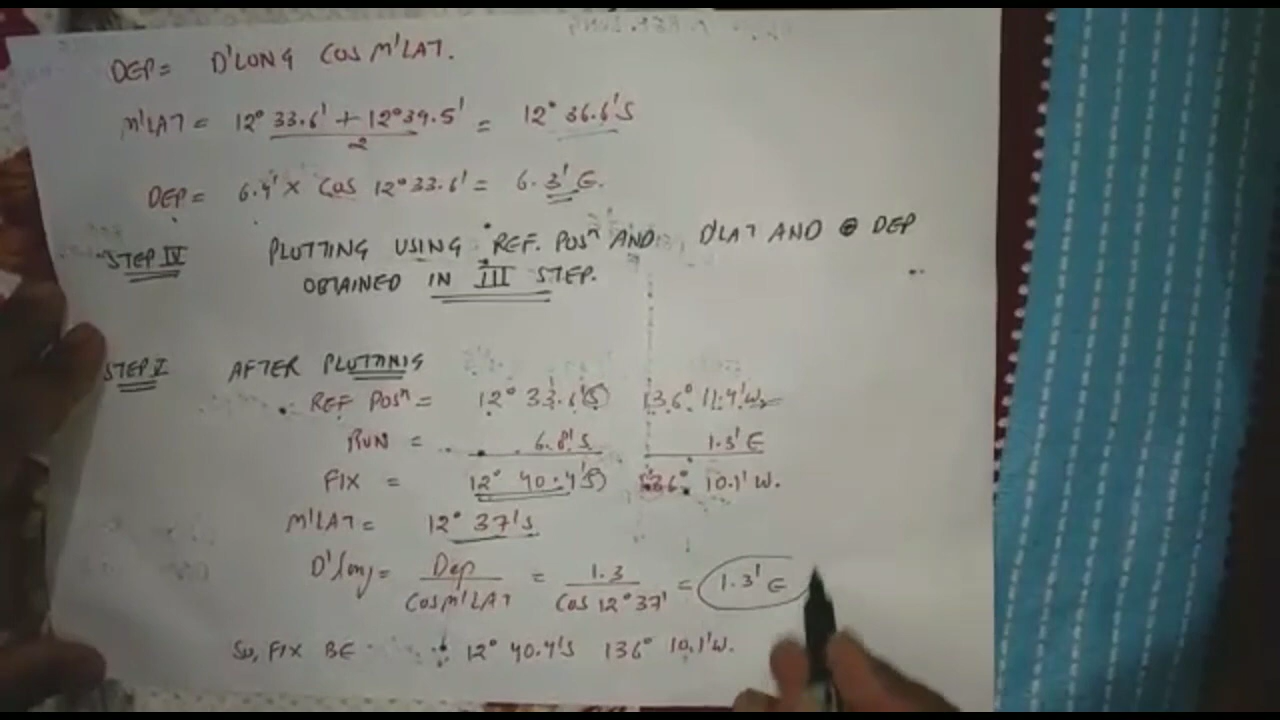 DEP = D'LONG COS M'LAT.
M'LAT = 12° 33.6' + 12° 39.5' / 2 = 12° 36.6'S
DEP = 6.4' × COS 12° 33.6' = 6.3' E.
STEP IV PLOTTING USING REF. POSⁿ AND D'LAT AND DEP
OBTAINED IN III STEP.
STEP V AFTER PLOTTING
REF POSⁿ = 12° 33.6'(S) 136° 11.4'W
RUN = 6.8'S 1.3' E
FIX = 12° 40.4'S) 136° 10.1'W.
M'LAT = 12° 37'S
D'long = Dep / COS M'LAT = 1.3 / COS 12° 37' = 1.3' E
SO, FIX BE 12° 40.4'S 136° 10.1'W.